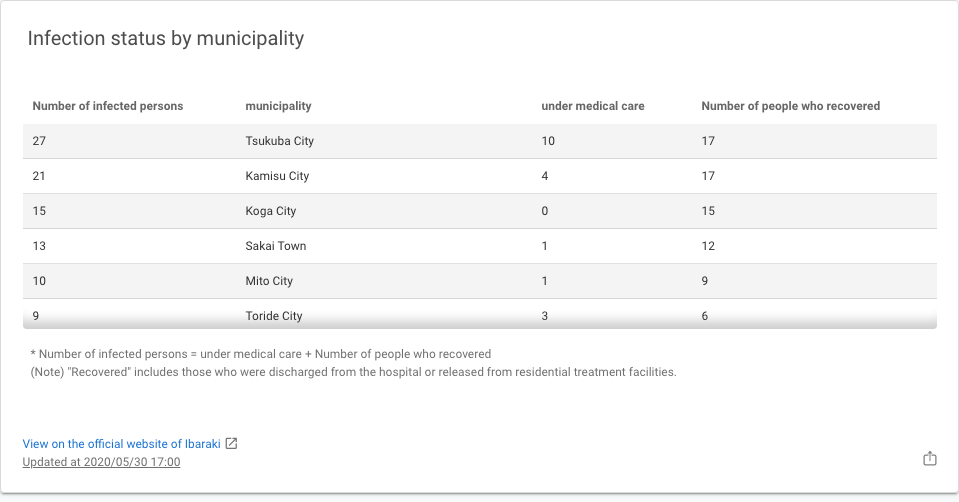 Infection status by municipality
Number of infected persons municipality under medical care Number of people who recovered
27 Tsukuba City 10 17
21 Kamisu City 4 17
15 Koga City 0 15
13 Sakai Town 1 12
10 Mito City 1 9
9 Toride City 3 6
* Number of infected persons = under medical care + Number of people who recovered
(Note) "Recovered" includes those who were discharged from the hospital or released from residential treatment facilities.
View on the official website of Ibaraki
Updated at 2020/05/30 17:00